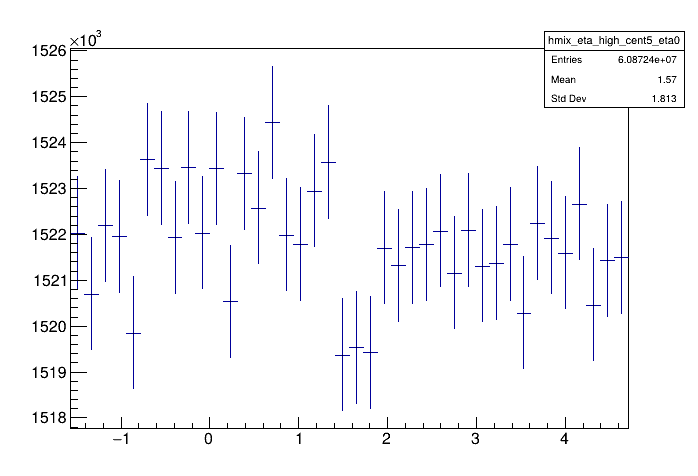 ×10³
hmix_eta_high_cent5_eta0
Entries 6.08724e+07
Mean 1.57
Std Dev 1.813
1526
1525
1524
1523
1522
1521
1520
1519
1518
−1 0 1 2 3 4